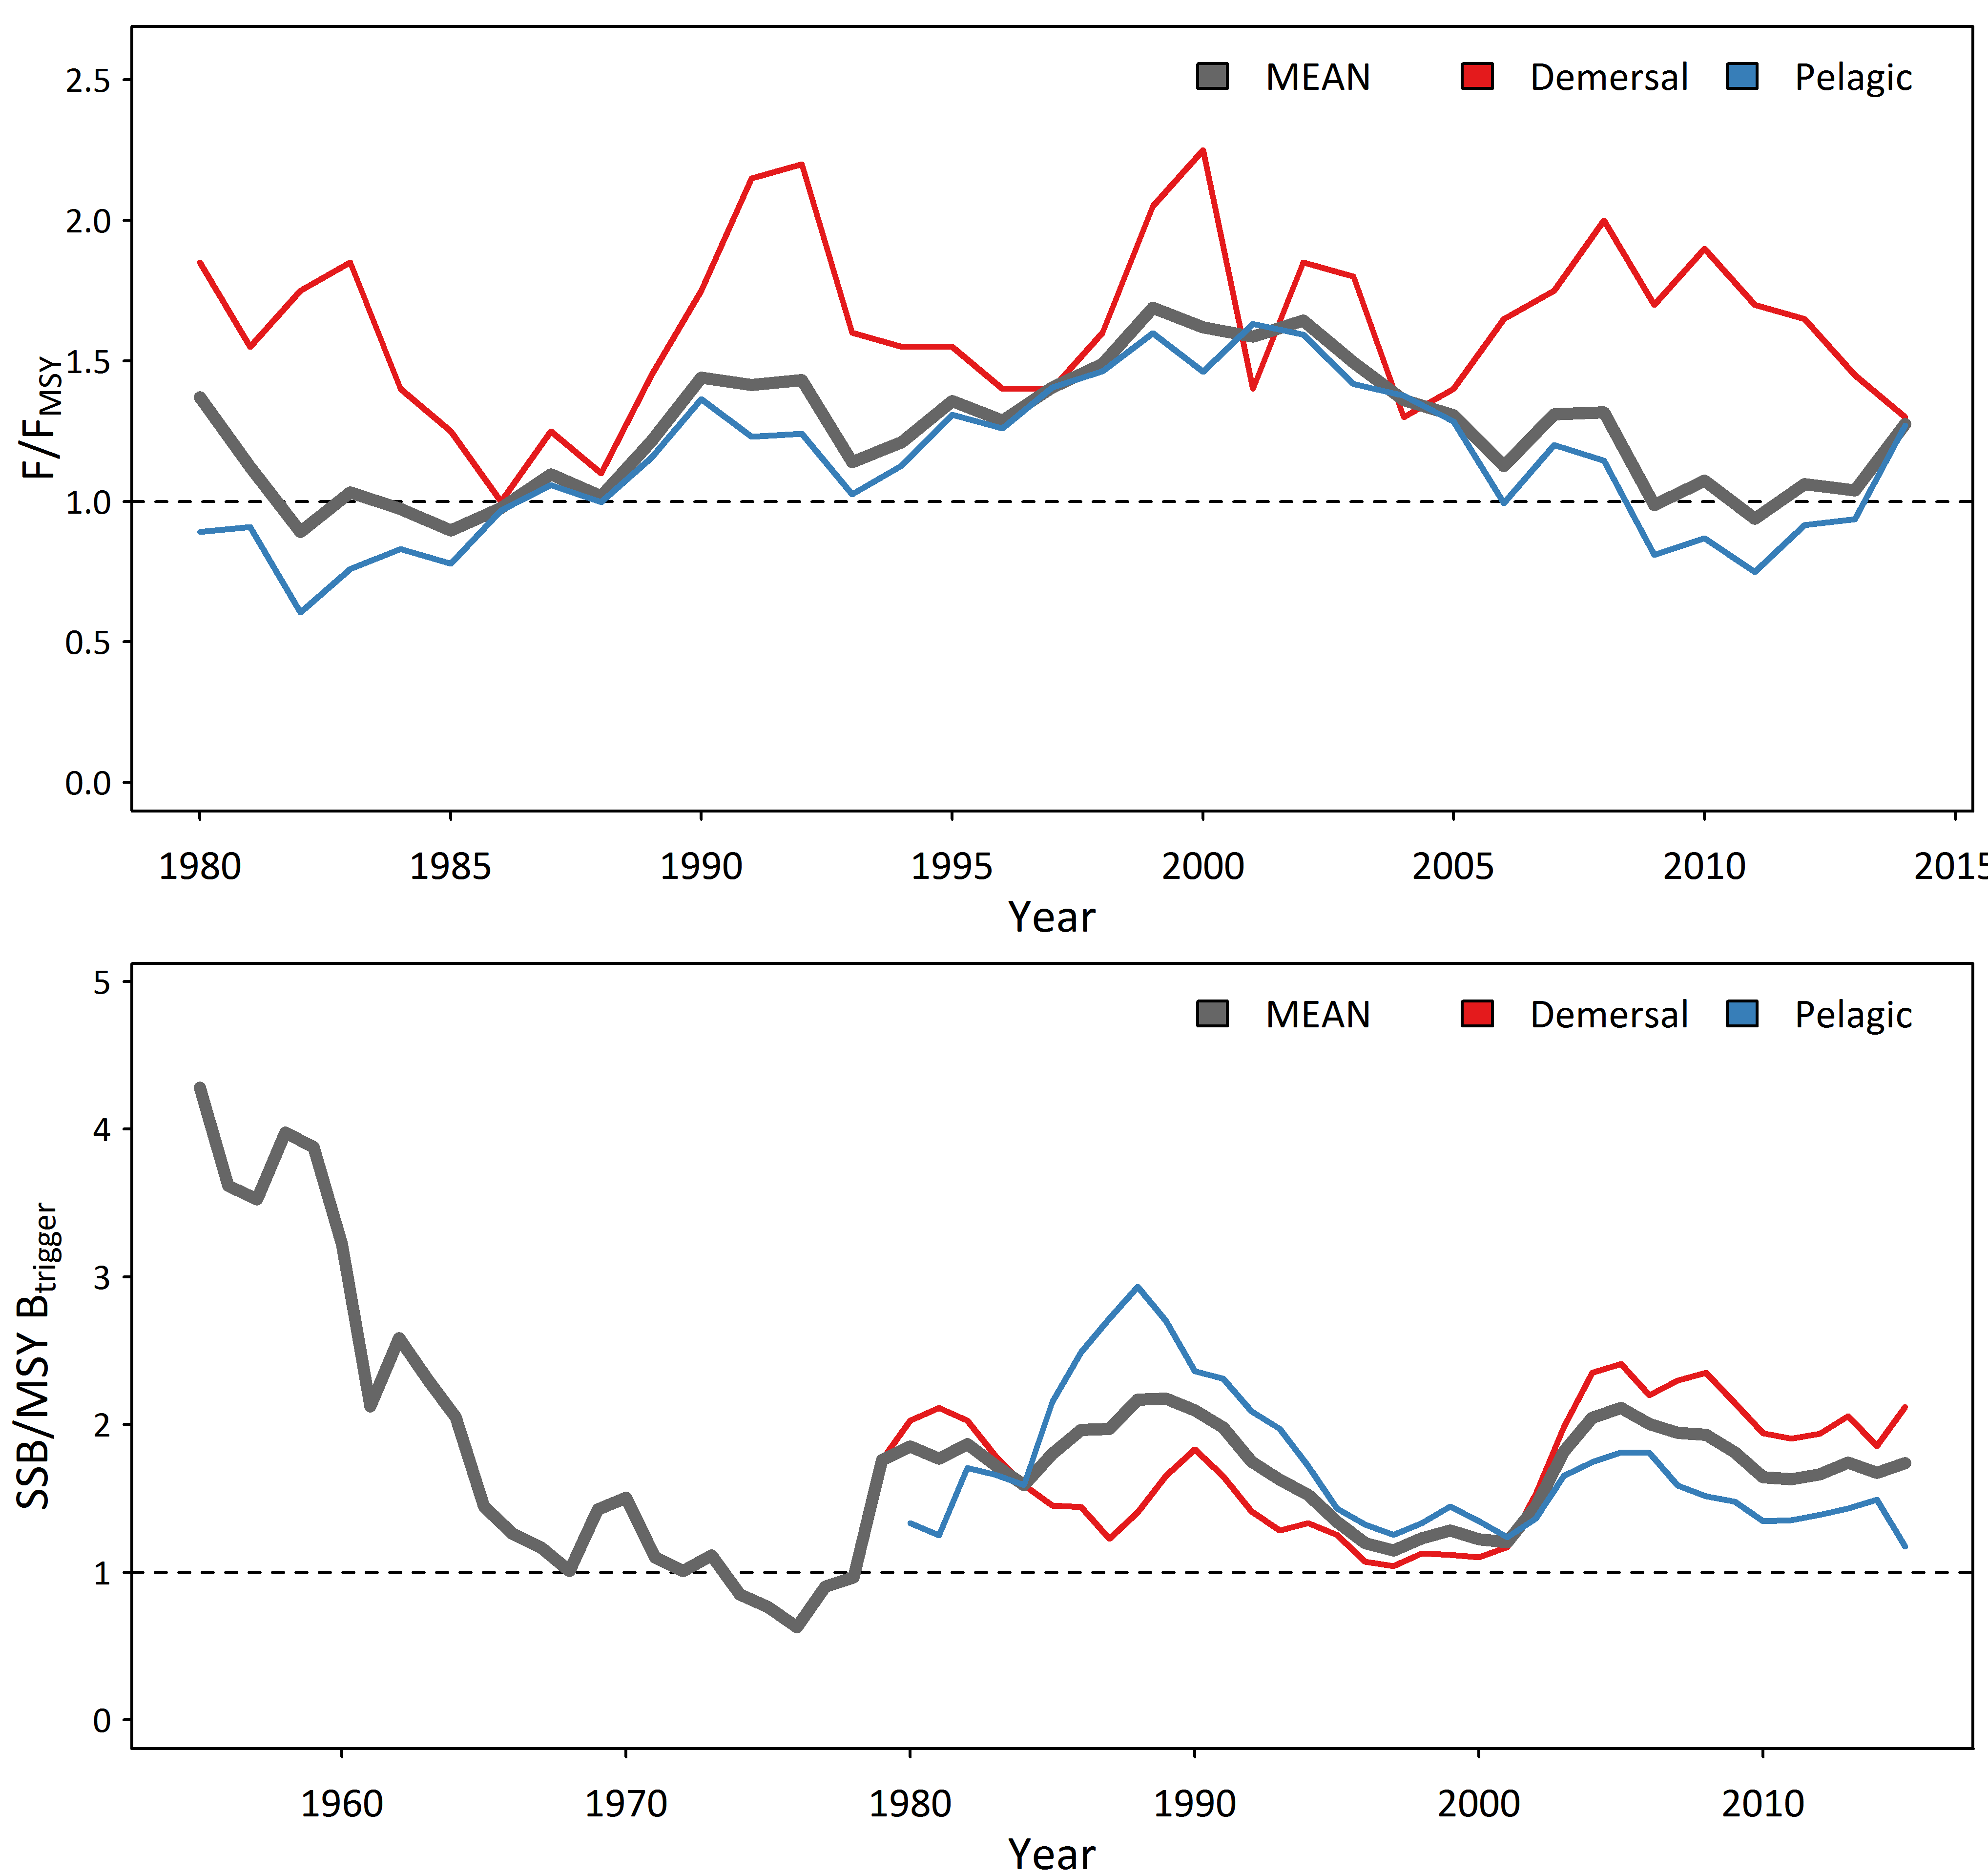 MEAN Demersal Pelagic
2.5
2.0
1.5
1.0
0.5
0.0
F/FMSY
1980 1985 1990 1995 2000 2005 2010 2015
Year
MEAN Demersal Pelagic
5
4
3
2
1
0
SSB/MSY Btrigger
1960 1970 1980 1990 2000 2010
Year